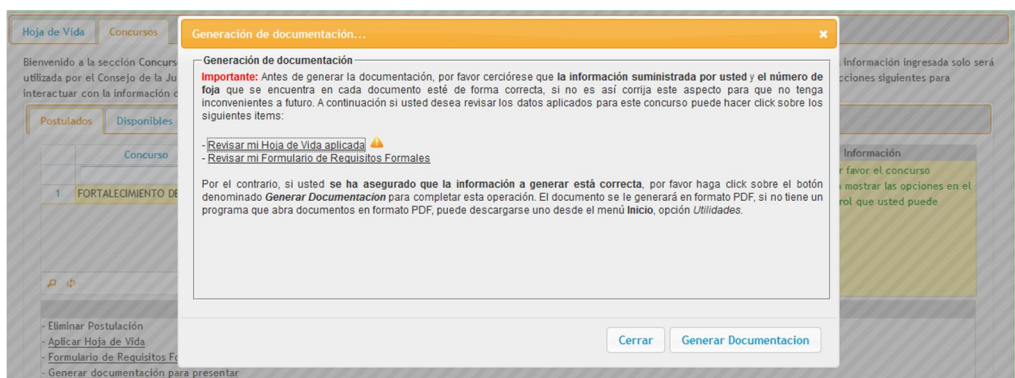 Hoja de Vida
Concursos
Generación de documentación...
Bienvenido a la sección Concurs
información ingresada solo será
utilizada por el Consejo de la Ju
cciones siguientes para
interactuar con la información c
Generación de documentación
Importante: Antes de generar la documentación, por favor cerciórese que la información suministrada por usted y el número de
foja que se encuentra en cada documento esté de forma correcta, si no es así corrija este aspecto para que no tenga
inconvenientes a futuro. A continuación si usted desea revisar los datos aplicados para este concurso puede hacer click sobre los
siguientes items:
- Revisar mi Hoja de Vida aplicada
- Revisar mi Formulario de Requisitos Formales
Por el contrario, si usted se ha asegurado que la información a generar está correcta, por favor haga click sobre el botón
denominado Generar Documentacion para completar esta operación. El documento se le generará en formato PDF, si no tiene un
programa que abra documentos en formato PDF, puede descargarse uno desde el menú Inicio, opción Utilidades.
Postulados
Disponibles
Concurso
Información
1 FORTALECIMIENTO DE
r favor el concurso
mostrar las opciones en el
rol que usted puede
- Eliminar Postulación
- Aplicar Hoja de Vida
- Formulario de Requisitos Fo
- Generar documentación para presentar
Cerrar
Generar Documentacion